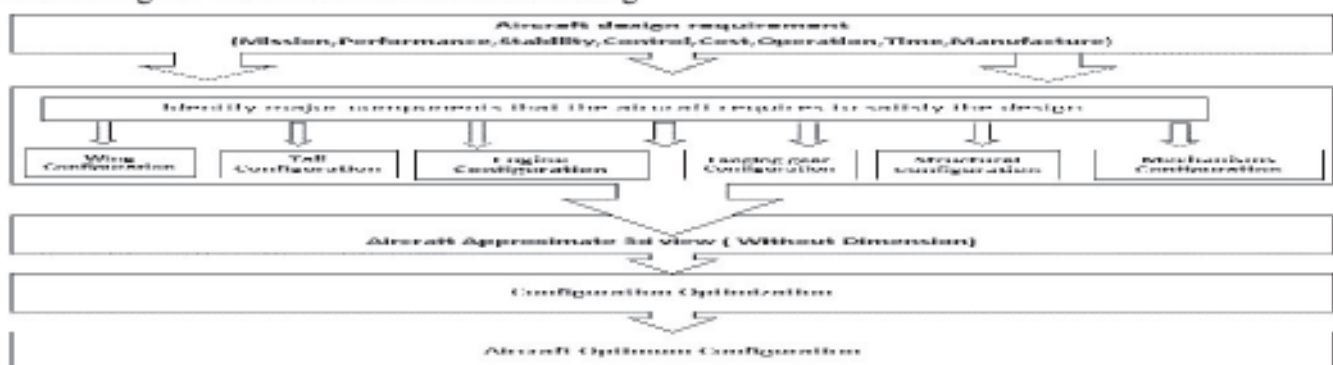 Aircraft design requirement
(Mission,Performance,Stability,Control,Cost,Operation,Time,Manufacture)
Identify major components that the aircraft requires to satisfy the design
Wing
Configuration
Tail
Configuration
Engine
Configuration
Landing gear
Configuration
Structural
Configuration
Mechanism
Configuration
Aircraft Approximate 3d view ( Without Dimension)
Configuration Optimization
Aircraft Optimum Configuration